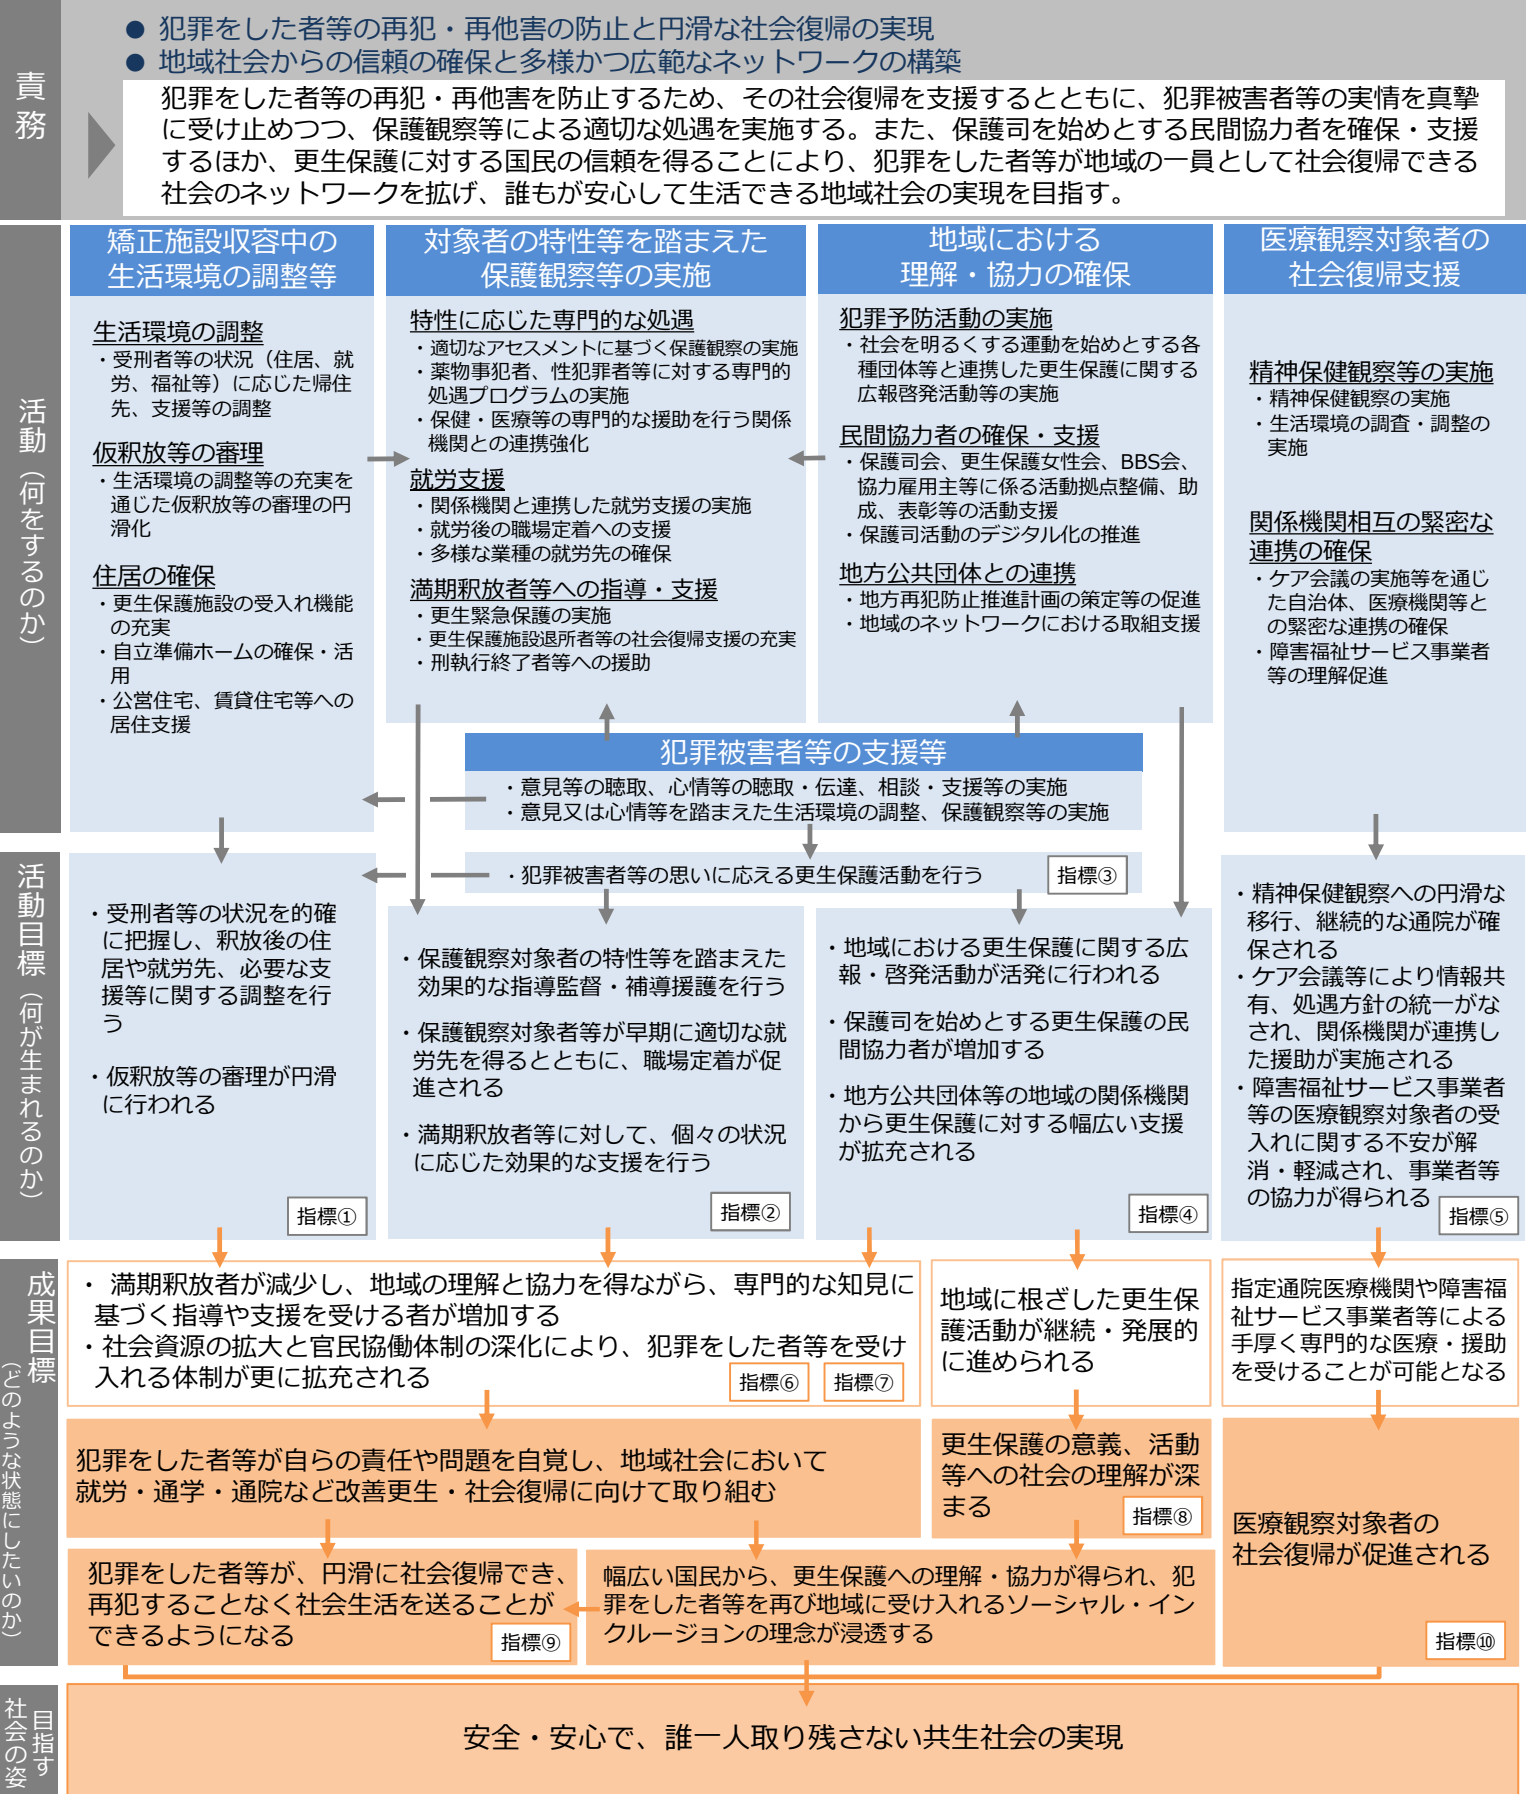 責務
● 犯罪をした者等の再犯・再他害の防止と円滑な社会復帰の実現
● 地域社会からの信頼の確保と多様かつ広範なネットワークの構築
犯罪をした者等の再犯・再他害を防止するため、その社会復帰を支援するとともに、犯罪被害者等の実情を真摯
に受け止めつつ、保護観察等による適切な処遇を実施する。また、保護司を始めとする民間協力者を確保・支援
するほか、更生保護に対する国民の信頼を得ることにより、犯罪をした者等が地域の一員として社会復帰できる
社会のネットワークを拡げ、誰もが安心して生活できる地域社会の実現を目指す。
活動（何をするのか）
矯正施設収容中の
生活環境の調整等
生活環境の調整
・受刑者等の状況（住居、就
労、福祉等）に応じた帰住
先、支援等の調整
仮釈放等の審理
・生活環境の調整等の充実を
通じた仮釈放等の審理の円
滑化
住居の確保
・更生保護施設の受入れ機能
の充実
・自立準備ホームの確保・活
用
・公営住宅、賃貸住宅等への
居住支援
対象者の特性等を踏まえた
保護観察等の実施
特性に応じた専門的な処遇
・適切なアセスメントに基づく保護観察の実施
・薬物事犯者、性犯罪者等に対する専門的
処遇プログラムの実施
・保健・医療等の専門的な援助を行う関係
機関との連携強化
就労支援
・関係機関と連携した就労支援の実施
・就労後の職場定着への支援
・多様な業種の就労先の確保
満期釈放者等への指導・支援
・更生緊急保護の実施
・更生保護施設退所者等の社会復帰支援の充実
・刑執行終了者等への援助
地域における
理解・協力の確保
犯罪予防活動の実施
・社会を明るくする運動を始めとする各
種団体等と連携した更生保護に関する
広報啓発活動等の実施
民間協力者の確保・支援
・保護司会、更生保護女性会、BBS会、
協力雇用主等に係る活動拠点整備、助
成、表彰等の活動支援
・保護司活動のデジタル化の推進
地方公共団体との連携
・地方再犯防止推進計画の策定等の促進
・地域のネットワークにおける取組支援
医療観察対象者の
社会復帰支援
精神保健観察等の実施
・精神保健観察の実施
・生活環境の調査・調整の
実施
関係機関相互の緊密な
連携の確保
・ケア会議の実施等を通じ
た自治体、医療機関等と
の緊密な連携の確保
・障害福祉サービス事業者
等の理解促進
犯罪被害者等の支援等
・意見等の聴取、心情等の聴取・伝達、相談・支援等の実施
・意見又は心情等を踏まえた生活環境の調整、保護観察等の実施
活動目標（何が生まれるのか）
・犯罪被害者等の思いに応える更生保護活動を行う
指標③
・受刑者等の状況を的確
に把握し、釈放後の住
居や就労先、必要な支
援等に関する調整を行
う
・仮釈放等の審理が円滑
に行われる
指標①
・保護観察対象者の特性等を踏まえた
効果的な指導監督・補導援護を行う
・保護観察対象者等が早期に適切な就
労先を得るとともに、職場定着が促
進される
・満期釈放者等に対して、個々の状況
に応じた効果的な支援を行う
指標②
・地域における更生保護に関する広
報・啓発活動が活発に行われる
・保護司を始めとする更生保護の民
間協力者が増加する
・地方公共団体等の地域の関係機関
から更生保護に対する幅広い支援
が拡充される
指標④
・精神保健観察への円滑な
移行、継続的な通院が確
保される
・ケア会議等により情報共
有、処遇方針の統一がな
され、関係機関が連携し
た援助が実施される
・障害福祉サービス事業者
等の医療観察対象者の受
入れに関する不安が解
消・軽減され、事業者等
の協力が得られる
指標⑤
成果目標
（どのような状態にしたいのか）
・ 満期釈放者が減少し、地域の理解と協力を得ながら、専門的な知見に
基づく指導や支援を受ける者が増加する
・社会資源の拡大と官民協働体制の深化により、犯罪をした者等を受け
入れる体制が更に拡充される
指標⑥
指標⑦
地域に根ざした更生保
護活動が継続・発展的
に進められる
指定通院医療機関や障害福
祉サービス事業者等による
手厚く専門的な医療・援助
を受けることが可能となる
犯罪をした者等が自らの責任や問題を自覚し、地域社会において
就労・通学・通院など改善更生・社会復帰に向けて取り組む
更生保護の意義、活動
等への社会の理解が深
まる
指標⑧
医療観察対象者の
社会復帰が促進される
指標⑩
犯罪をした者等が、円滑に社会復帰でき、
再犯することなく社会生活を送ることが
できるようになる
指標⑨
幅広い国民から、更生保護への理解・協力が得られ、犯
罪をした者等を再び地域に受け入れるソーシャル・イン
クルージョンの理念が浸透する
目指す
社会の姿
安全・安心で、誰一人取り残さない共生社会の実現